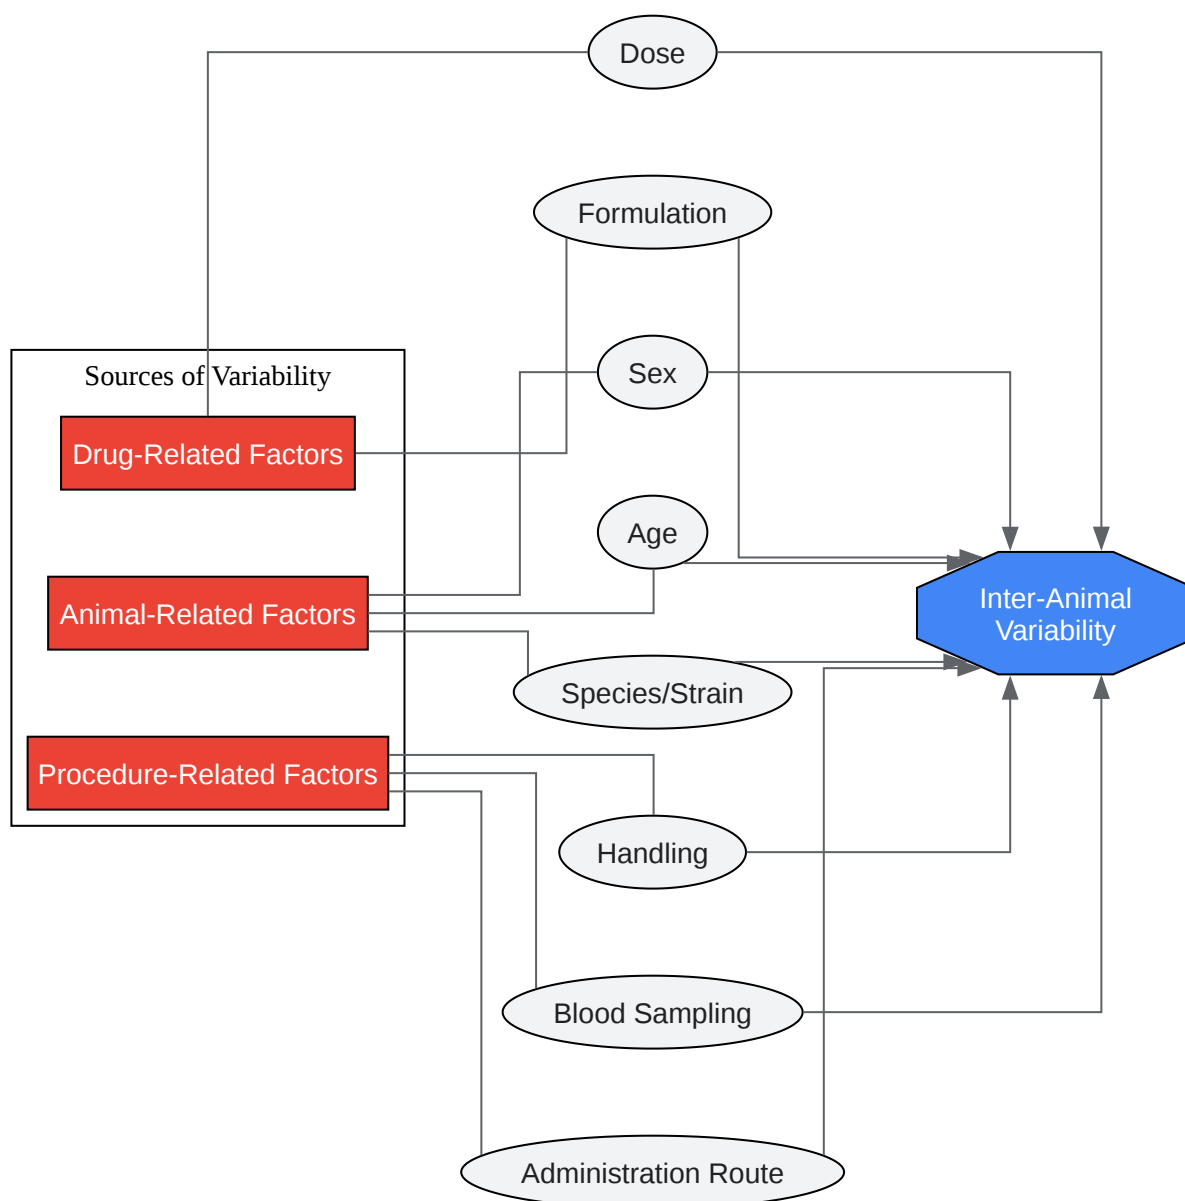 Dose
Formulation
Sex
Sources of Variability
Drug-Related Factors
Age
Animal-Related Factors
Inter-Animal
Variability
Species/Strain
Procedure-Related Factors
Handling
Blood Sampling
Administration Route